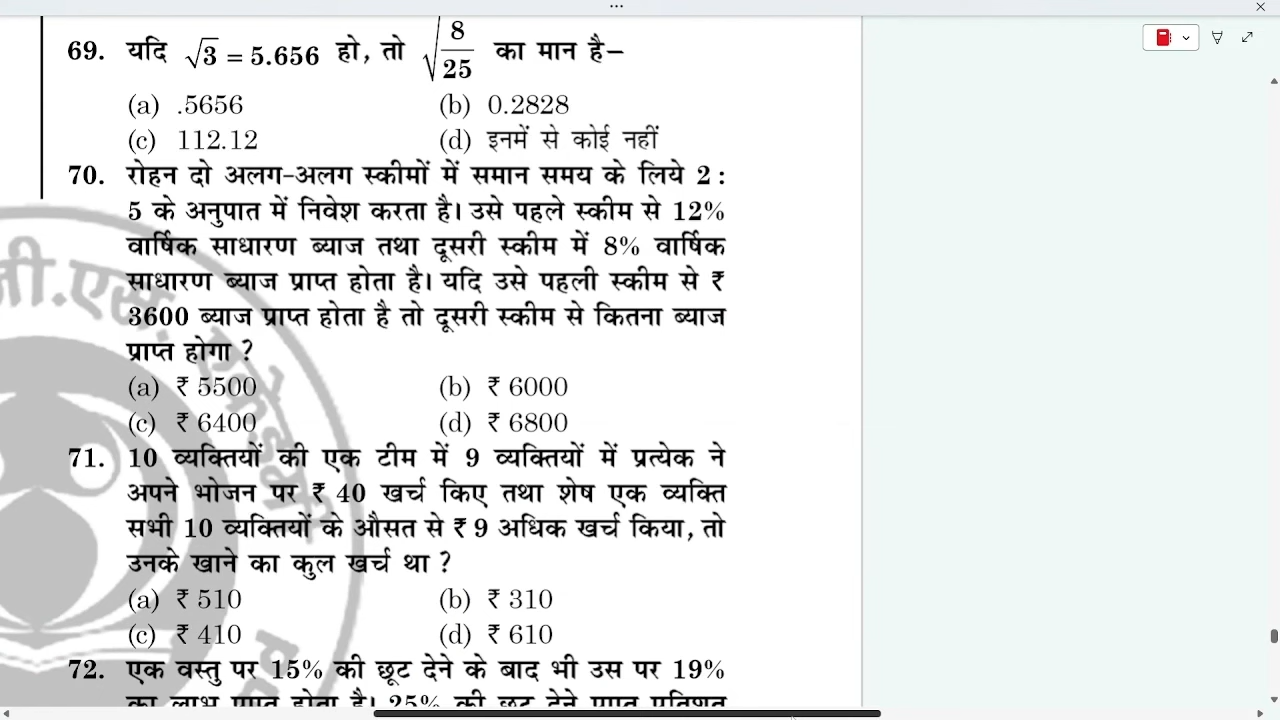 69. यदि √3 = 5.656 हो, तो √(8/25) का मान है–
(a) .5656 (b) 0.2828
(c) 112.12 (d) इनमें से कोई नहीं
70. रोहन दो अलग-अलग स्कीमों में समान समय के लिये 2 :
5 के अनुपात में निवेश करता है। उसे पहले स्कीम से 12%
वार्षिक साधारण ब्याज तथा दूसरी स्कीम में 8% वार्षिक
साधारण ब्याज प्राप्त होता है। यदि उसे पहली स्कीम से ₹
3600 ब्याज प्राप्त होता है तो दूसरी स्कीम से कितना ब्याज
प्राप्त होगा ?
(a) ₹ 5500 (b) ₹ 6000
(c) ₹ 6400 (d) ₹ 6800
71. 10 व्यक्तियों की एक टीम में 9 व्यक्तियों में प्रत्येक ने
अपने भोजन पर ₹ 40 खर्च किए तथा शेष एक व्यक्ति
सभी 10 व्यक्तियों के औसत से ₹ 9 अधिक खर्च किया, तो
उनके खाने का कुल खर्च था ?
(a) ₹ 510 (b) ₹ 310
(c) ₹ 410 (d) ₹ 610
72. एक वस्तु पर 15% की छूट देने के बाद भी उस पर 19%
का लाभ प्राप्त होता है। 25% की छूट देने प्राप्त प्रतिशत
जी.एस.